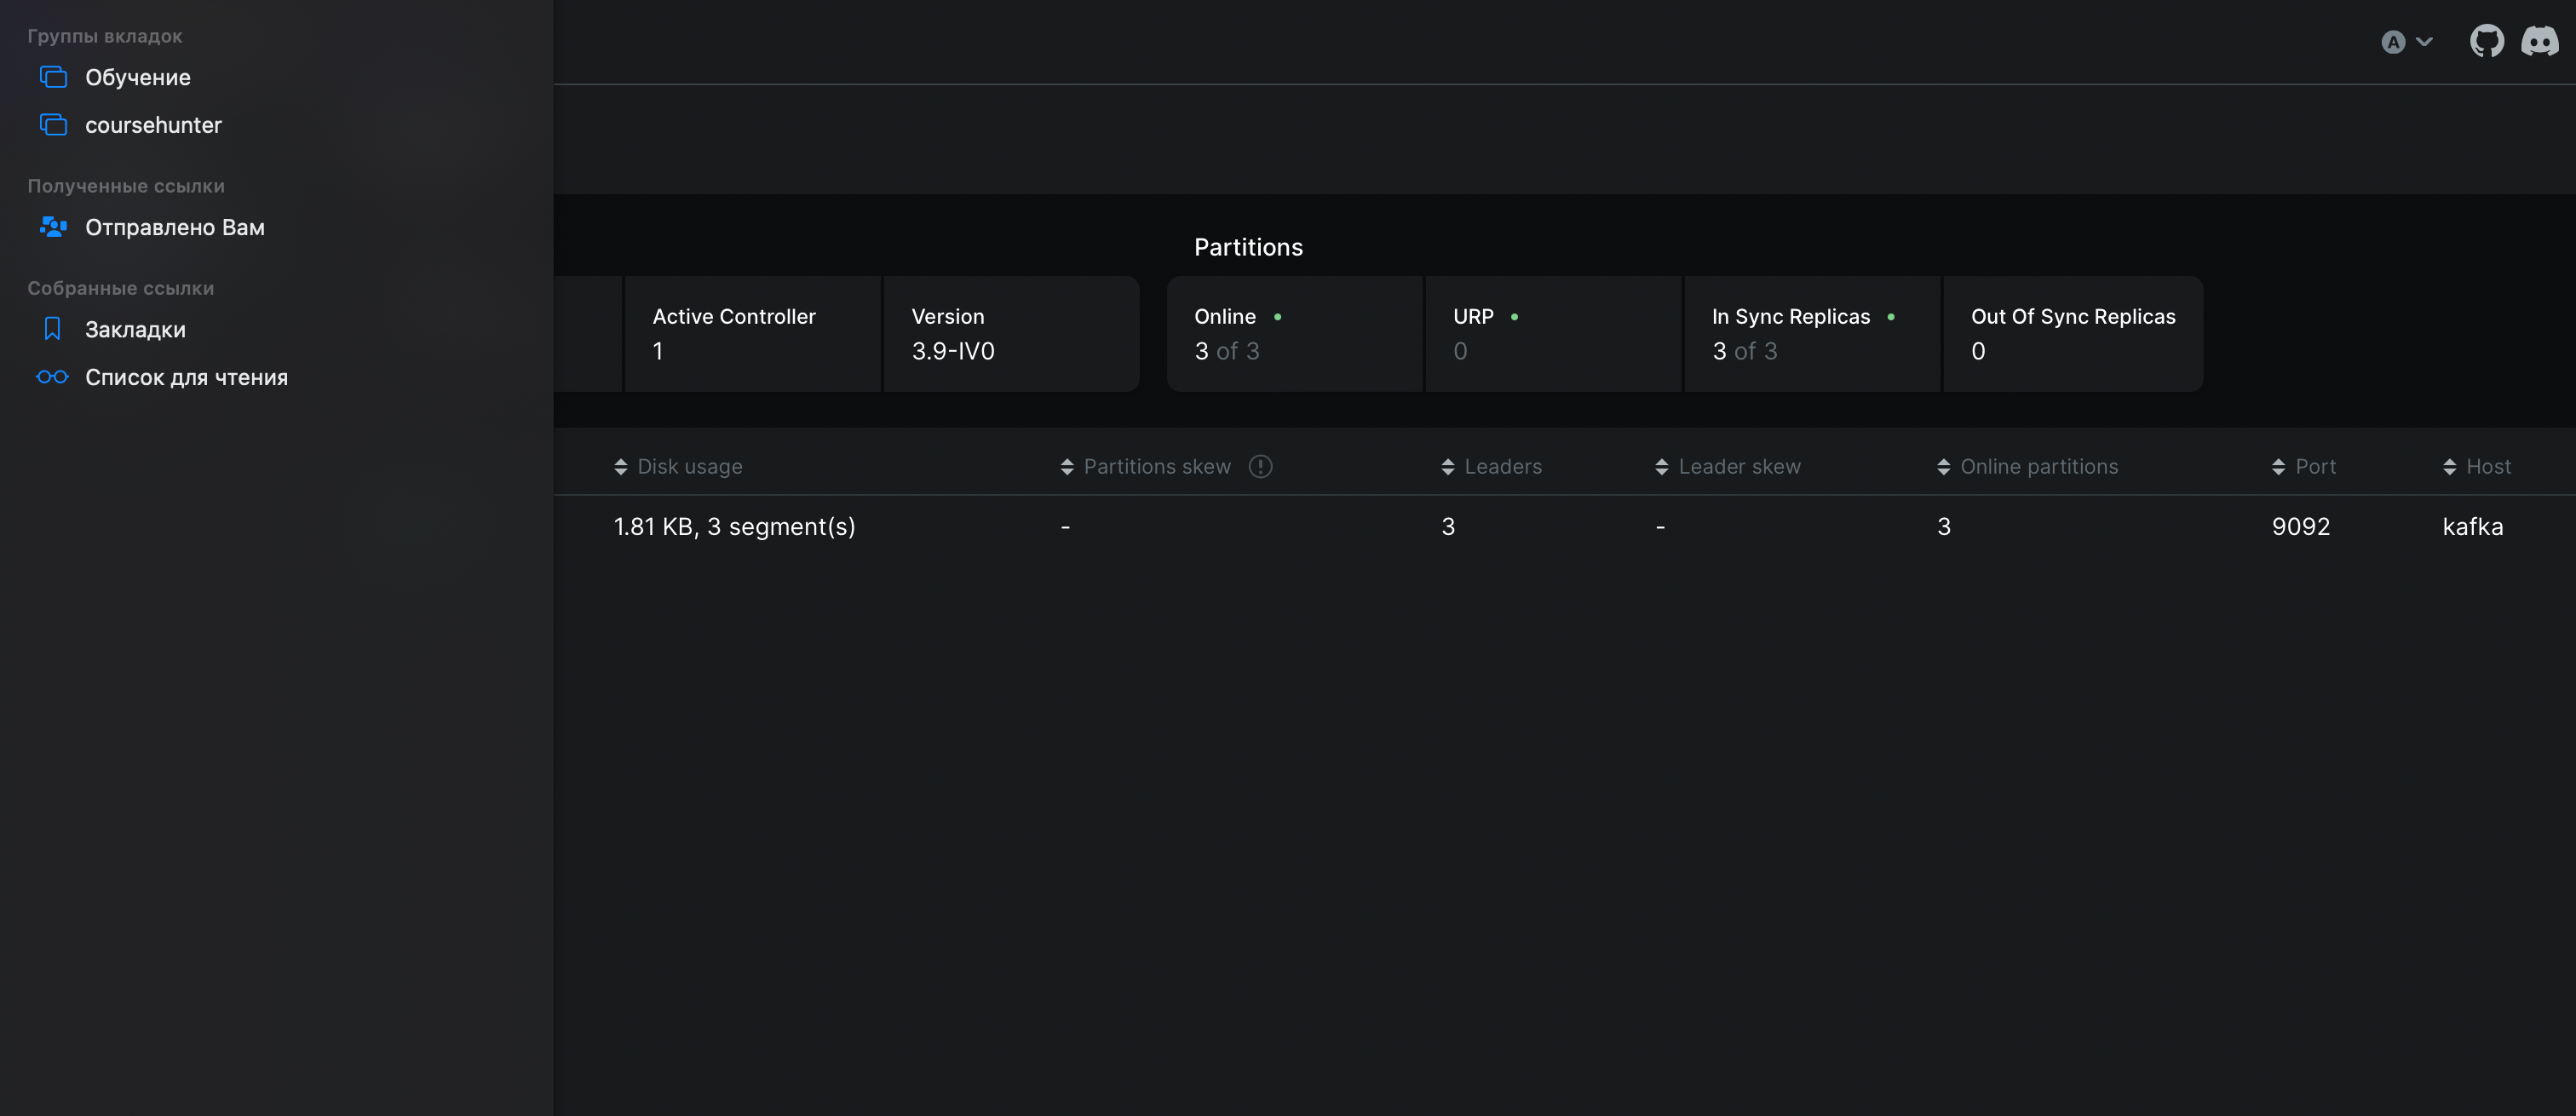 Группы вкладок
Обучение
coursehunter
Полученные ссылки
Отправлено Вам
Собранные ссылки
Закладки
Список для чтения
A
Partitions
Active Controller
1
Version
3.9-IV0
Online
3 of 3
URP
0
In Sync Replicas
3 of 3
Out Of Sync Replicas
0
Disk usage Partitions skew Leaders Leader skew Online partitions Port Host
1.81 KB, 3 segment(s) - 3 - 3 9092 kafka